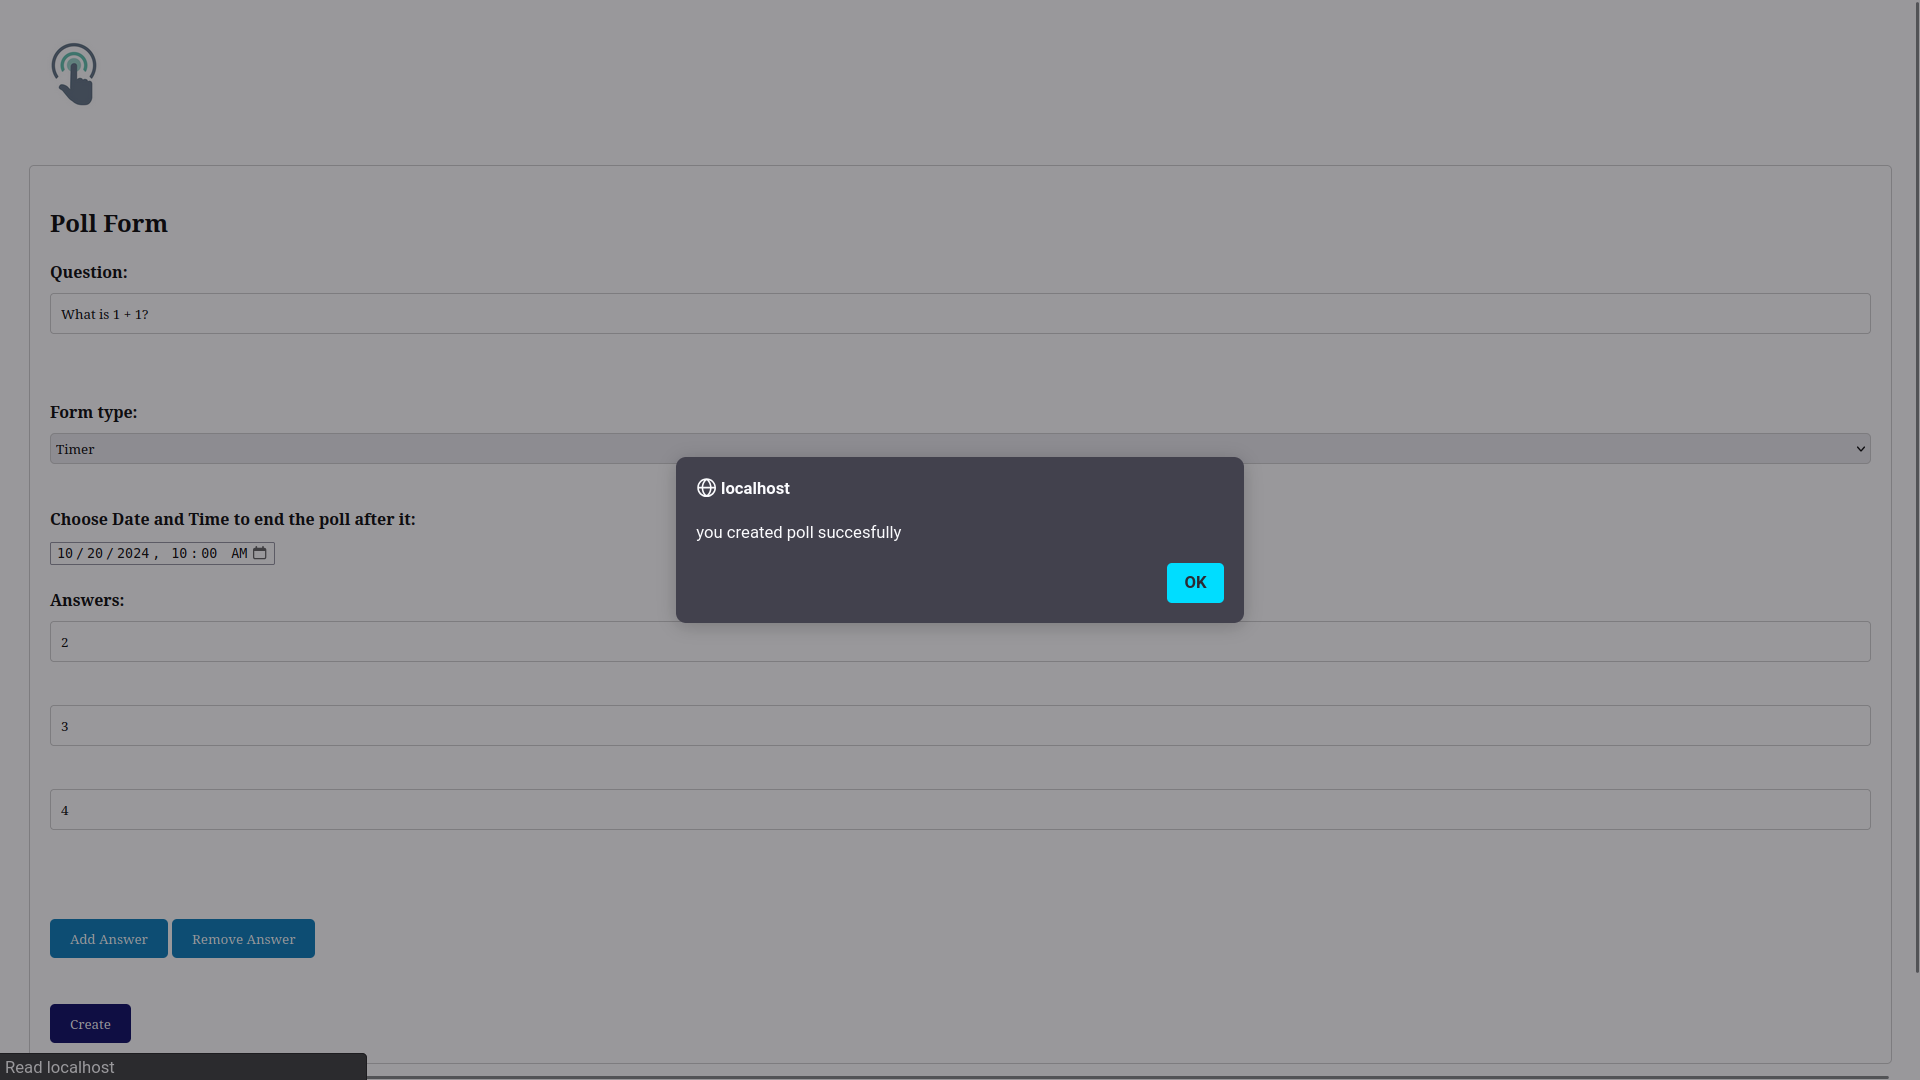 Poll Form
Question:
What is 1 + 1?
Form type:
Timer
localhost
you created poll succesfully
OK
Choose Date and Time to end the poll after it:
10/20/2024, 10:00 AM
Answers:
2
3
4
Add Answer Remove Answer
Create
Read localhost